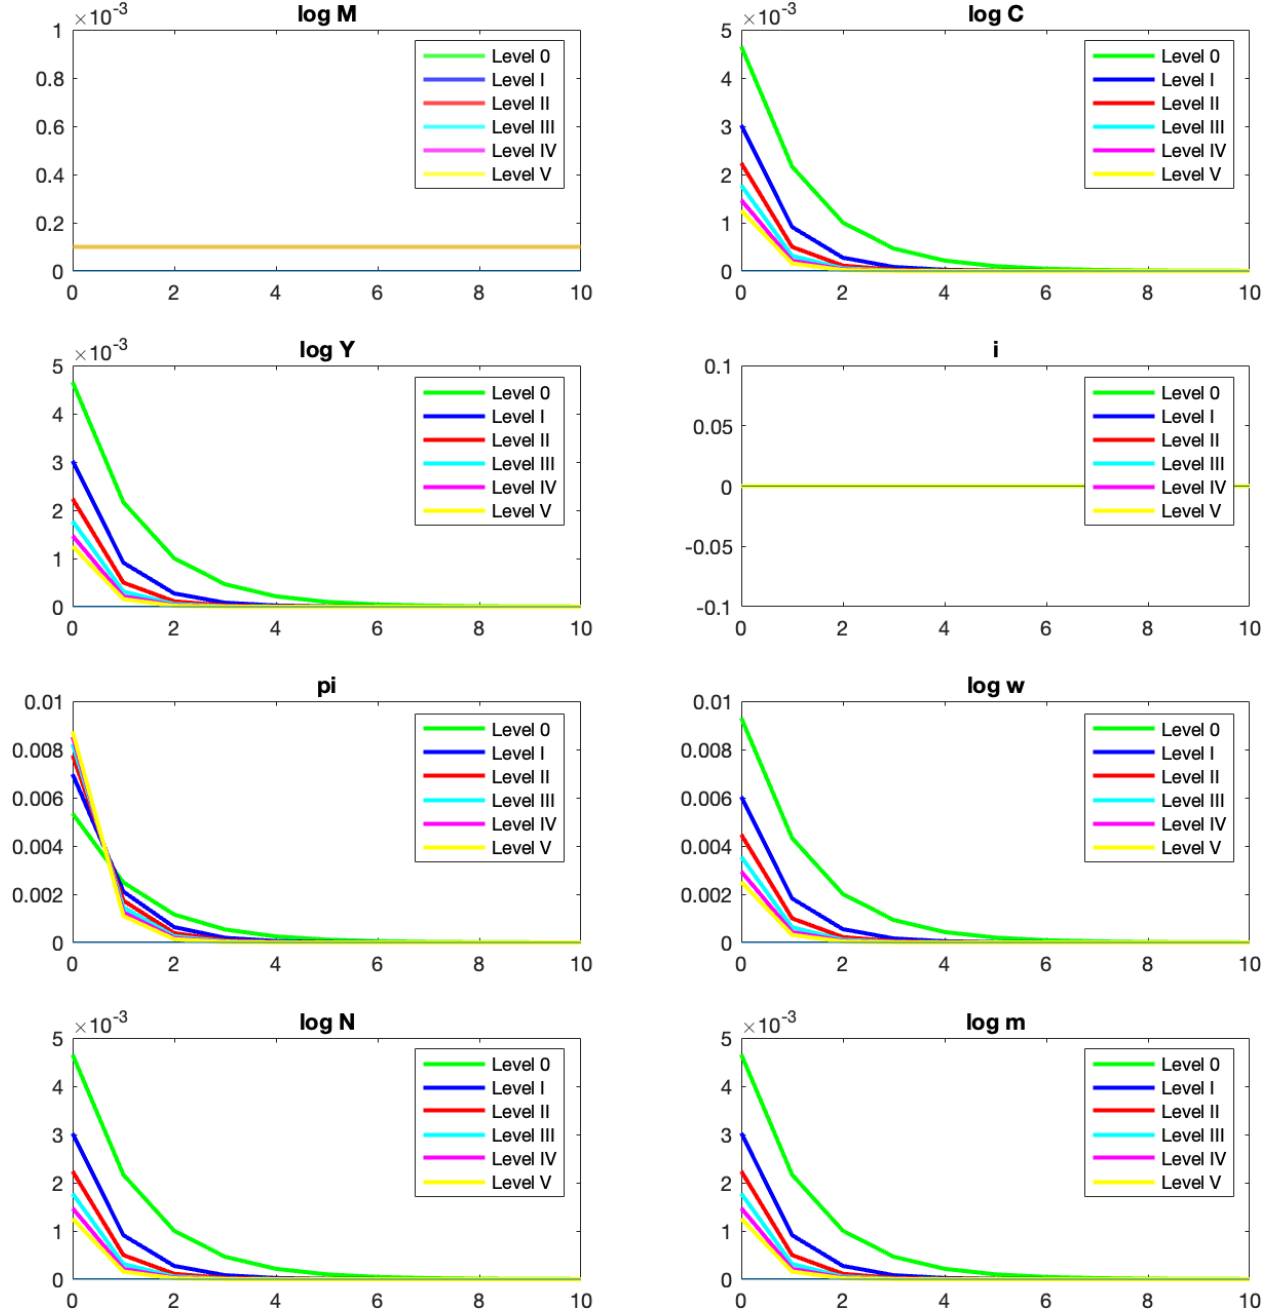 log M
×10⁻³
1
0.8
0.6
0.4
0.2
0
0 2 4 6 8 10
Level 0
Level I
Level II
Level III
Level IV
Level V
log C
×10⁻³
5
4
3
2
1
0
0 2 4 6 8 10
Level 0
Level I
Level II
Level III
Level IV
Level V
log Y
×10⁻³
5
4
3
2
1
0
0 2 4 6 8 10
Level 0
Level I
Level II
Level III
Level IV
Level V
i
0.1
0.05
0
-0.05
-0.1
0 2 4 6 8 10
Level 0
Level I
Level II
Level III
Level IV
Level V
pi
0.01
0.008
0.006
0.004
0.002
0
0 2 4 6 8 10
Level 0
Level I
Level II
Level III
Level IV
Level V
log w
0.01
0.008
0.006
0.004
0.002
0
0 2 4 6 8 10
Level 0
Level I
Level II
Level III
Level IV
Level V
log N
×10⁻³
5
4
3
2
1
0
0 2 4 6 8 10
Level 0
Level I
Level II
Level III
Level IV
Level V
log m
×10⁻³
5
4
3
2
1
0
0 2 4 6 8 10
Level 0
Level I
Level II
Level III
Level IV
Level V